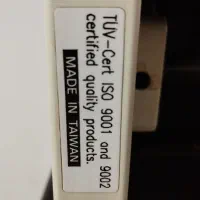 TUV-Cert ISO 9001 and 9002
certified quality products.
MADE IN TAIWAN